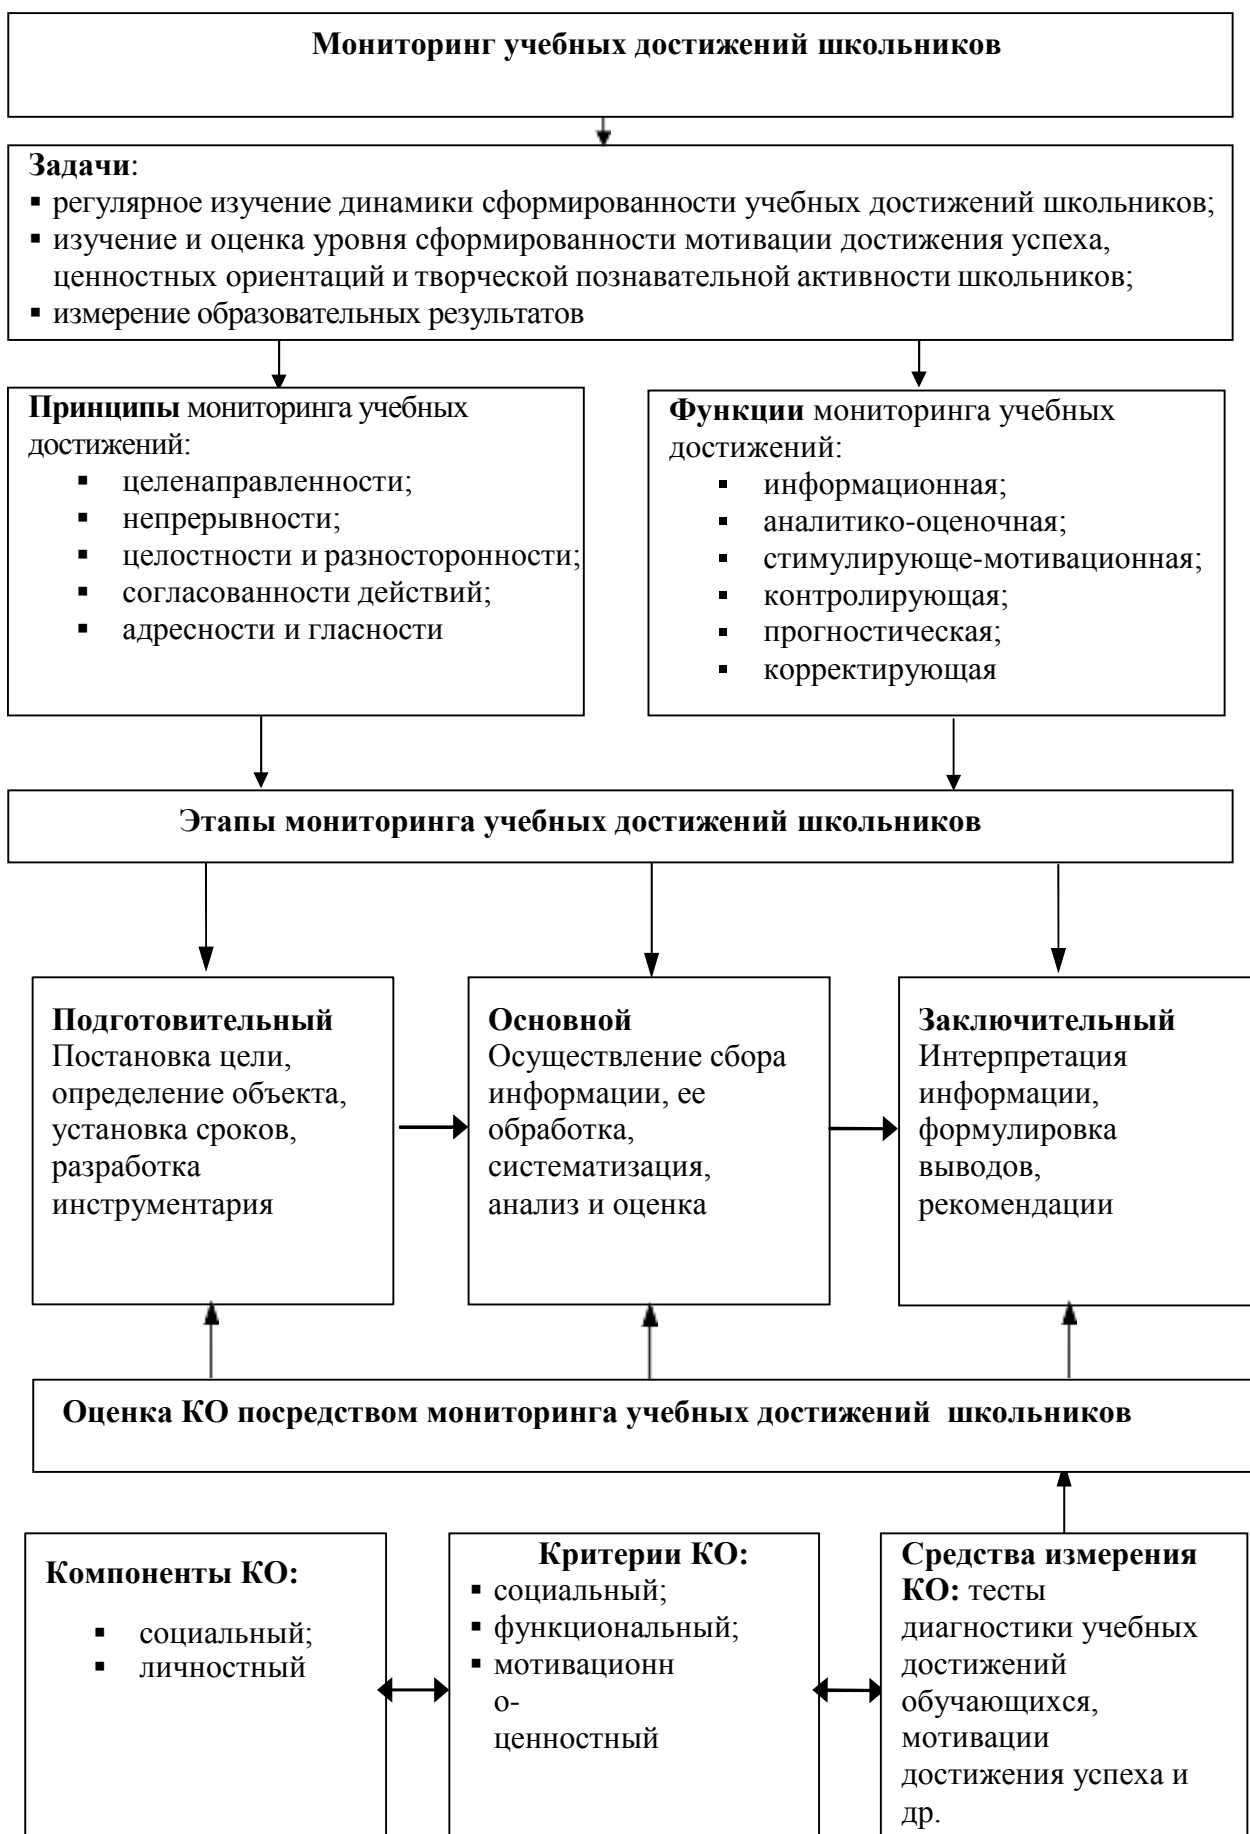 Мониторинг учебных достижений школьников
Задачи:
▪ регулярное изучение динамики сформированности учебных достижений школьников;
▪ изучение и оценка уровня сформированности мотивации достижения успеха,
ценностных ориентаций и творческой познавательной активности школьников;
▪ измерение образовательных результатов
Принципы мониторинга учебных
достижений:
▪ целенаправленности;
▪ непрерывности;
▪ целостности и разносторонности;
▪ согласованности действий;
▪ адресности и гласности
Функции мониторинга учебных
достижений:
▪ информационная;
▪ аналитико-оценочная;
▪ стимулирующе-мотивационная;
▪ контролирующая;
▪ прогностическая;
▪ корректирующая
Этапы мониторинга учебных достижений школьников
Подготовительный
Постановка цели,
определение объекта,
установка сроков,
разработка
инструментария
Основной
Осуществление сбора
информации, ее
обработка,
систематизация,
анализ и оценка
Заключительный
Интерпретация
информации,
формулировка
выводов,
рекомендации
Оценка КО посредством мониторинга учебных достижений школьников
Компоненты КО:
▪ социальный;
▪ личностный
Критерии КО:
▪ социальный;
▪ функциональный;
▪ мотивационн
о-
ценностный
Средства измерения
КО: тесты
диагностики учебных
достижений
обучающихся,
мотивации
достижения успеха и
др.